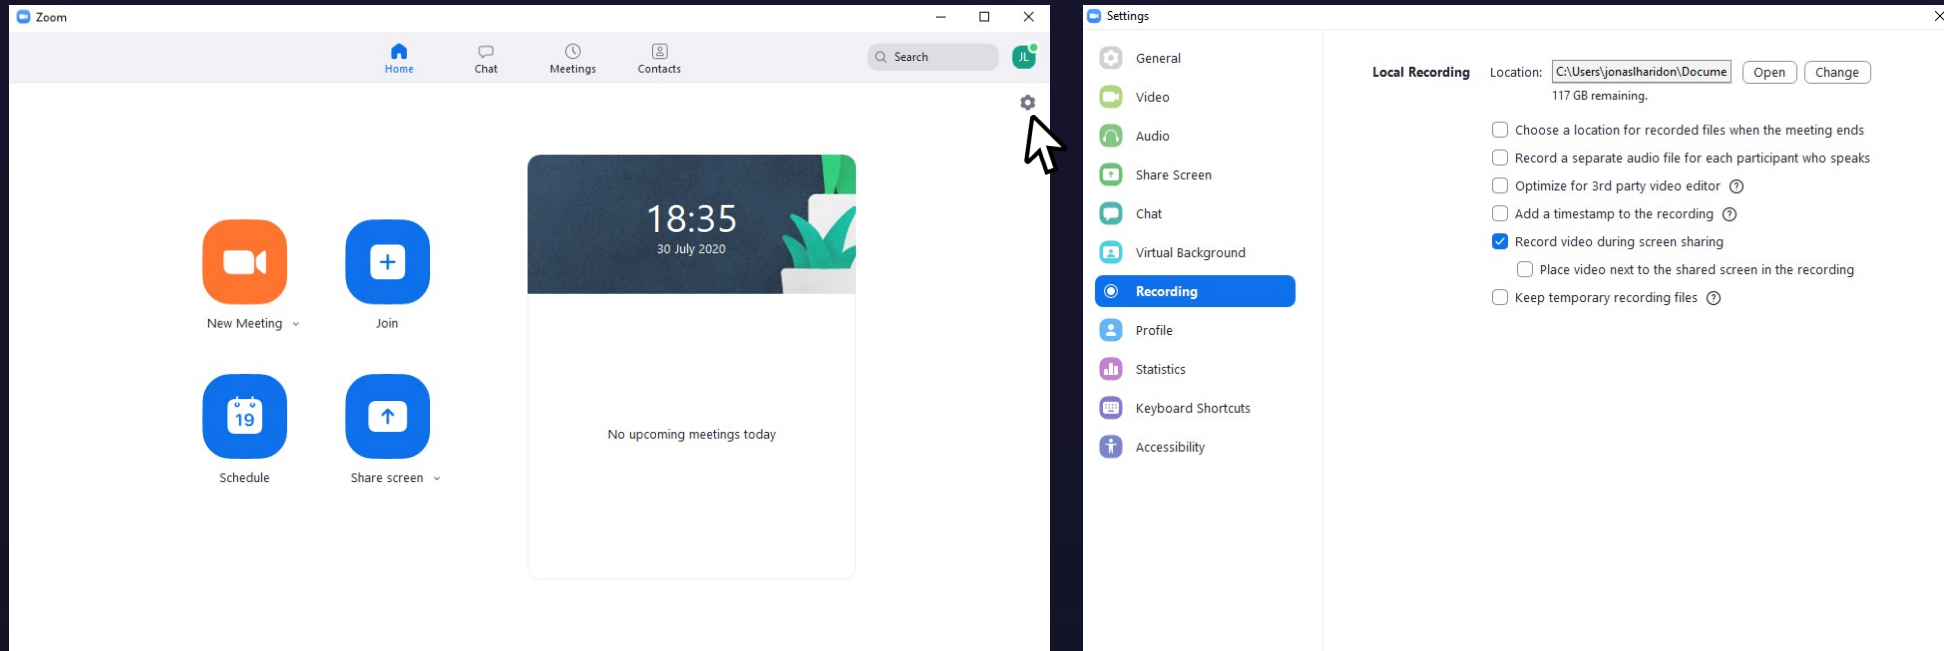 Zoom
Home
Chat
Meetings
Contacts
Search
JL
18:35
30 July 2020
New Meeting
Join
19
Schedule
Share screen
No upcoming meetings today
Settings
General
Video
Audio
Share Screen
Chat
Virtual Background
Recording
Profile
Statistics
Keyboard Shortcuts
Accessibility
Local Recording Location: C:\Users\jonaslharidon\Docume Open Change
117 GB remaining.
Choose a location for recorded files when the meeting ends
Record a separate audio file for each participant who speaks
Optimize for 3rd party video editor ?
Add a timestamp to the recording ?
Record video during screen sharing
Place video next to the shared screen in the recording
Keep temporary recording files ?